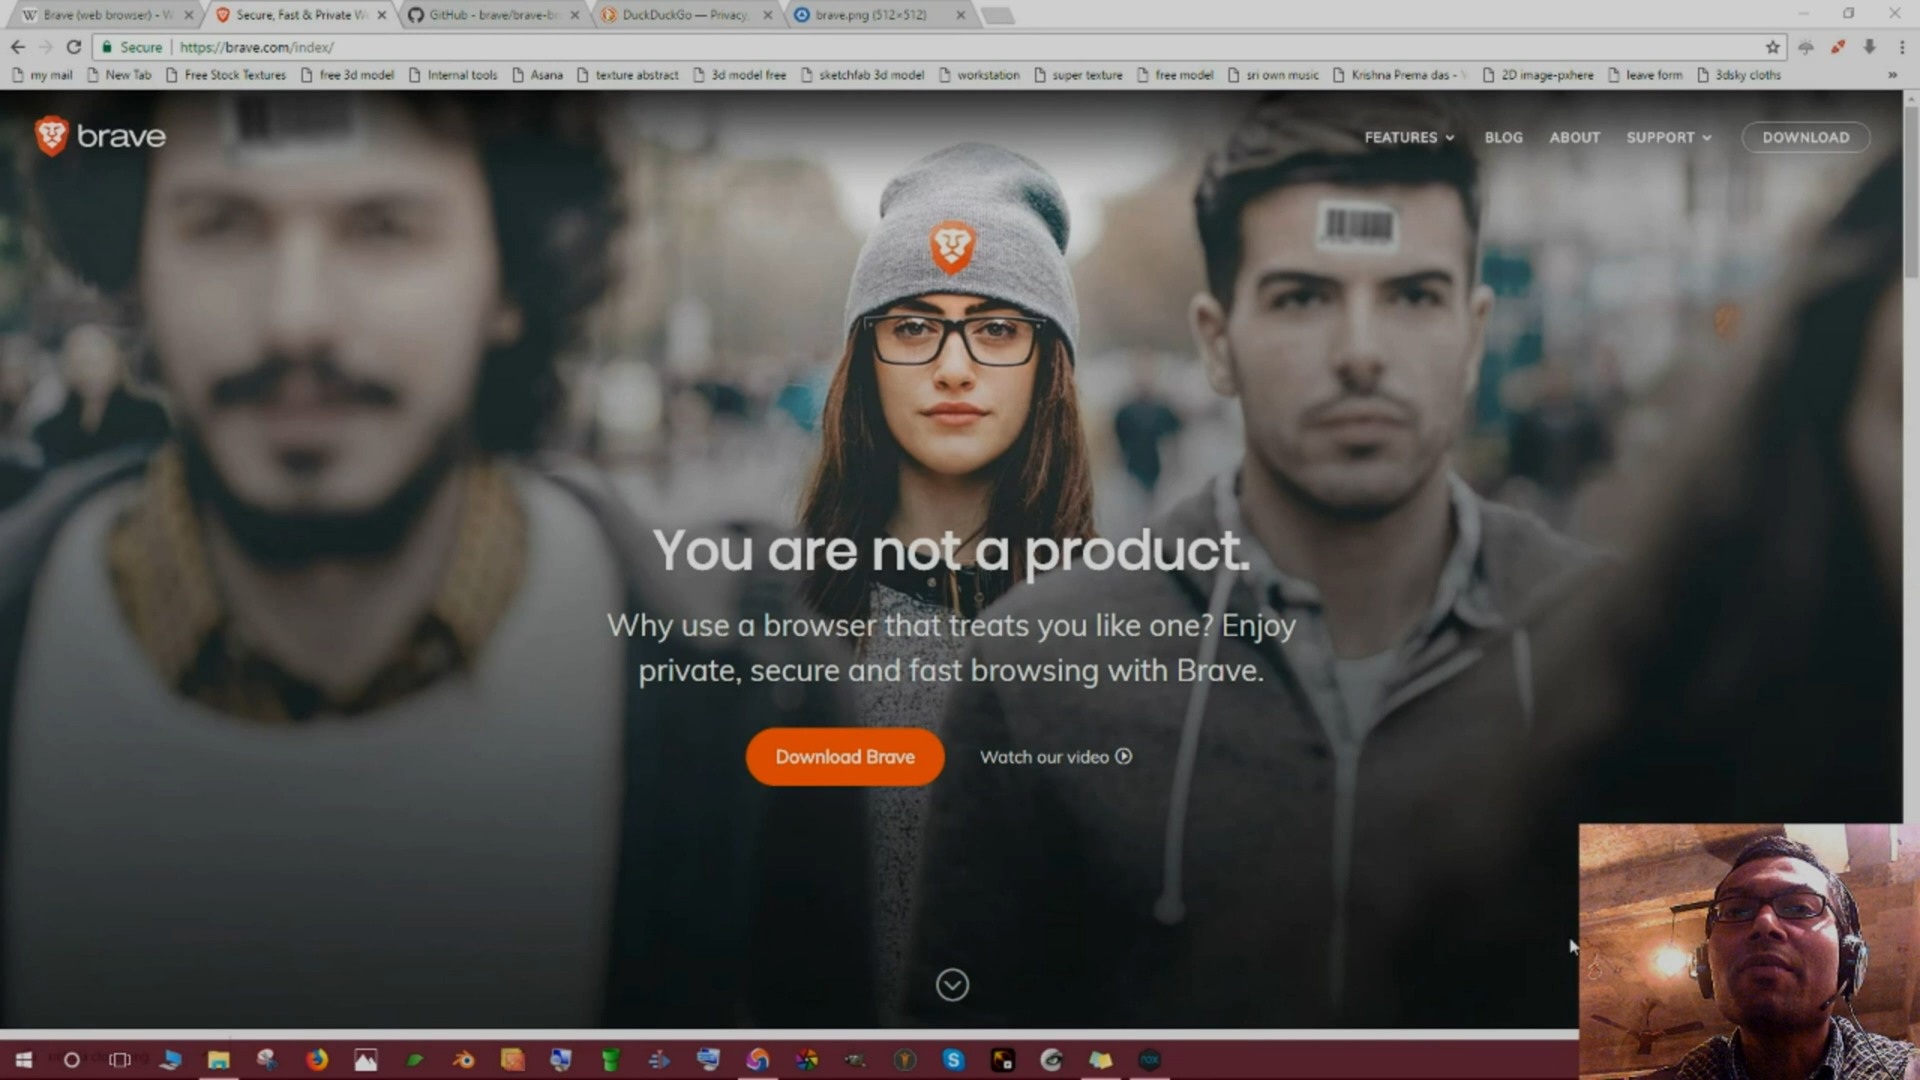 Brave (web browser) - W
Secure, Fast & Private W
GitHub - brave/brave-br
DuckDuckGo — Privacy,
brave.png (512×512)
Secure
https://brave.com/index/
my mail
New Tab
Free Stock Textures
free 3d model
Internal tools
Asana
texture abstract
3d model free
sketchfab 3d model
workstation
super texture
free model
sri own music
Krishna Prema das -
2D image-pxhere
leave form
3dsky cloths
»
brave
FEATURES
BLOG
ABOUT
SUPPORT
DOWNLOAD
You are not a product.
Why use a browser that treats you like one? Enjoy
private, secure and fast browsing with Brave.
Download Brave
Watch our video